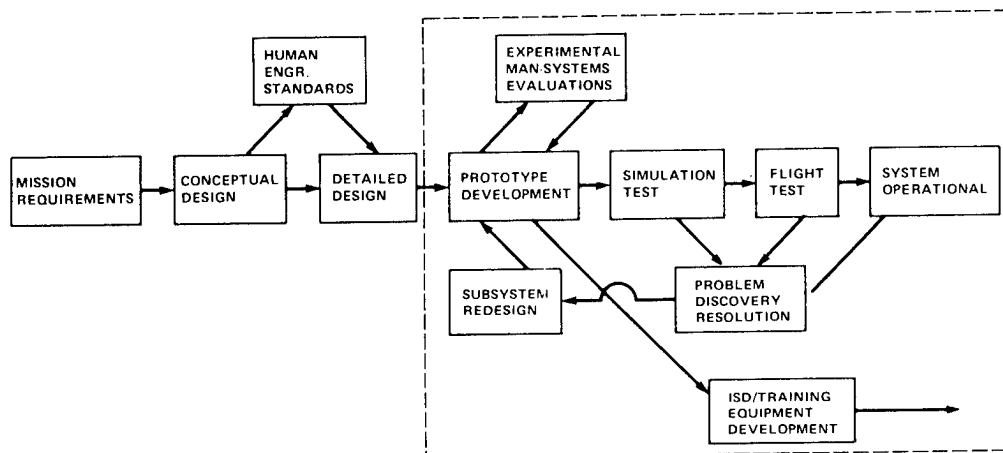 HUMAN
ENGR.
STANDARDS
EXPERIMENTAL
MAN-SYSTEMS
EVALUATIONS
MISSION
REQUIREMENTS
CONCEPTUAL
DESIGN
DETAILED
DESIGN
PROTOTYPE
DEVELOPMENT
SIMULATION
TEST
FLIGHT
TEST
SYSTEM
OPERATIONAL
SUBSYSTEM
REDESIGN
PROBLEM
DISCOVERY
RESOLUTION
ISD/TRAINING
EQUIPMENT
DEVELOPMENT